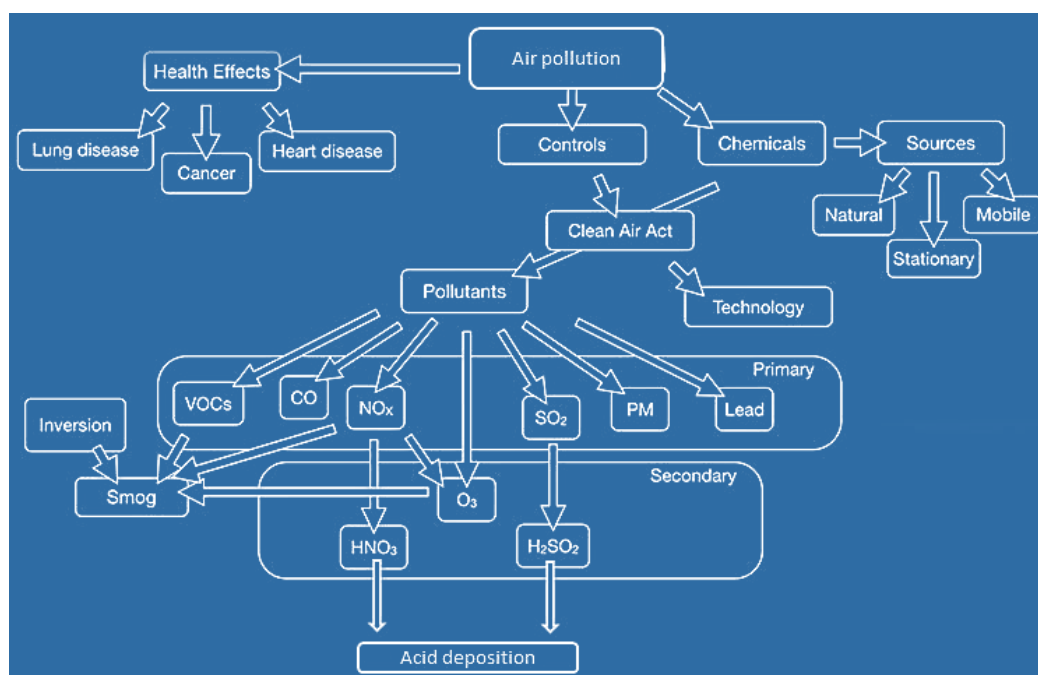 Air pollution
Health Effects
Lung disease
Cancer
Heart disease
Controls
Chemicals
Sources
Natural
Stationary
Mobile
Clean Air Act
Pollutants
Technology
Primary
VOCs
CO
NOₓ
SO₂
PM
Lead
Inversion
Smog
Secondary
O₃
HNO₃
H₂SO₂
Acid deposition